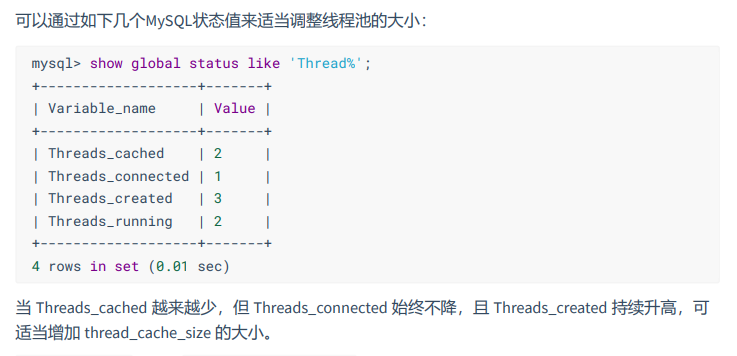 可以通过如下几个MySQL状态值来适当调整线程池的大小：
mysql> show global status like 'Thread%';
+-------------------+-------+
| Variable_name     | Value |
+-------------------+-------+
| Threads_cached    | 2     |
| Threads_connected | 1     |
| Threads_created   | 3     |
| Threads_running   | 2     |
+-------------------+-------+
4 rows in set (0.01 sec)
当 Threads_cached 越来越少，但 Threads_connected 始终不降，且 Threads_created 持续升高，可
适当增加 thread_cache_size 的大小。